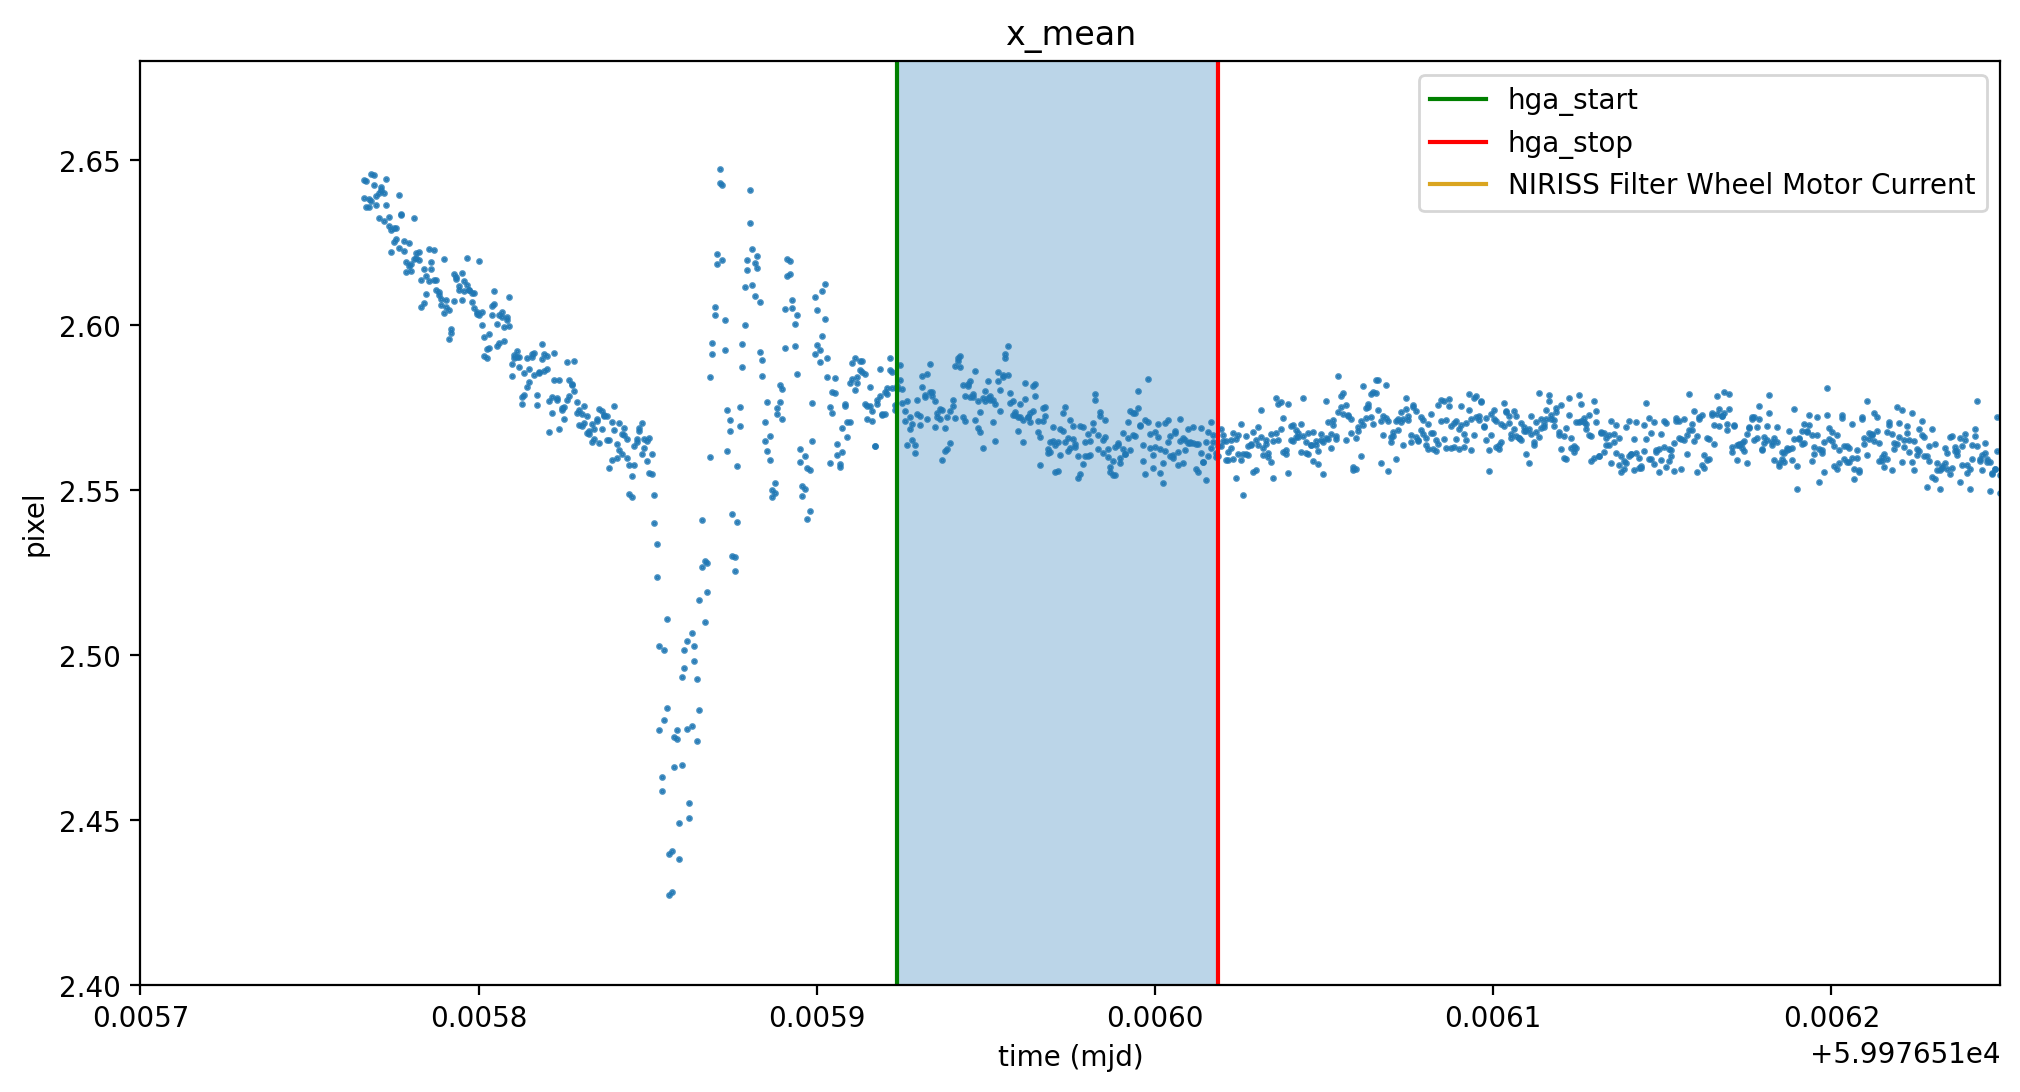 x_mean
hga_start
hga_stop
NIRISS Filter Wheel Motor Current
pixel
2.65
2.60
2.55
2.50
2.45
2.40
0.0057 0.0058 0.0059 0.0060 0.0061 0.0062
time (mjd)
+5.997651e4